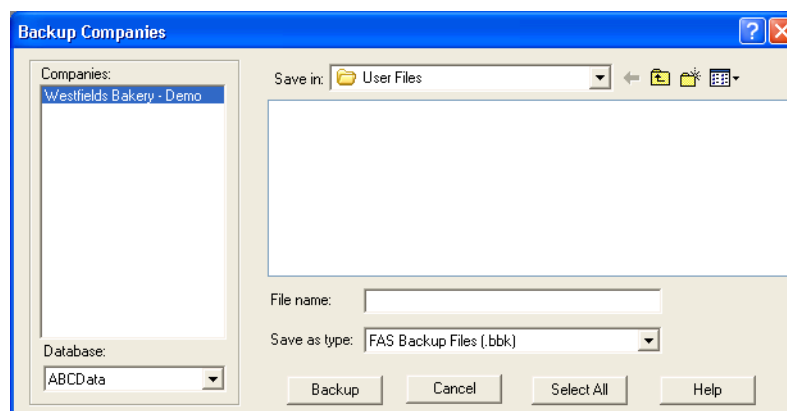 Backup Companies
Companies:
Westfields Bakery - Demo
Database:
ABCData
Save in: User Files
File name:
Save as type: FAS Backup Files (.bbk)
Backup Cancel Select All Help